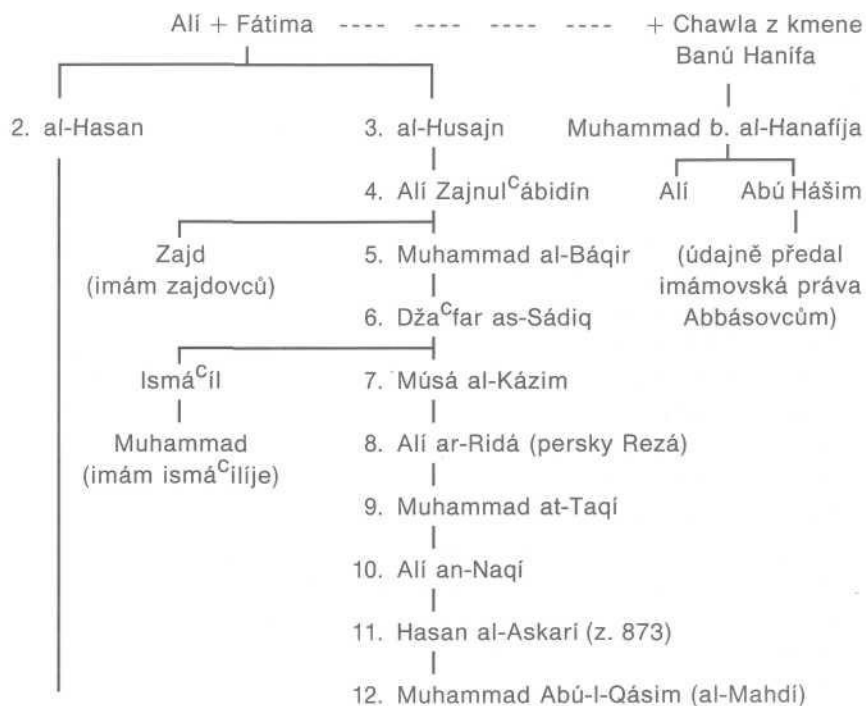 Alí + Fátima ---- --- ---- ---- + Chawla z kmene
Banú Hanífa
2. al-Hasan 3. al-Husajn Muhammad b. al-Hanafíja
4. Alí Zajnulᶜábidín Alí Abú Hášim
Zajd 5. Muhammad al-Báqir (údajně předal
(imám zajdovců) imámovská práva
6. Džaᶜfar as-Sádiq Abbásovcům)
Ismáᶜíl 7. Músá al-Kázim
Muhammad 8. Alí ar-Ridá (persky Rezá)
(imám ismáᶜílíje)
9. Muhammad at-Taqí
10. Alí an-Naqí
11. Hasan al-Askarí (z. 873)
12. Muhammad Abú-l-Qásim (al-Mahdí)